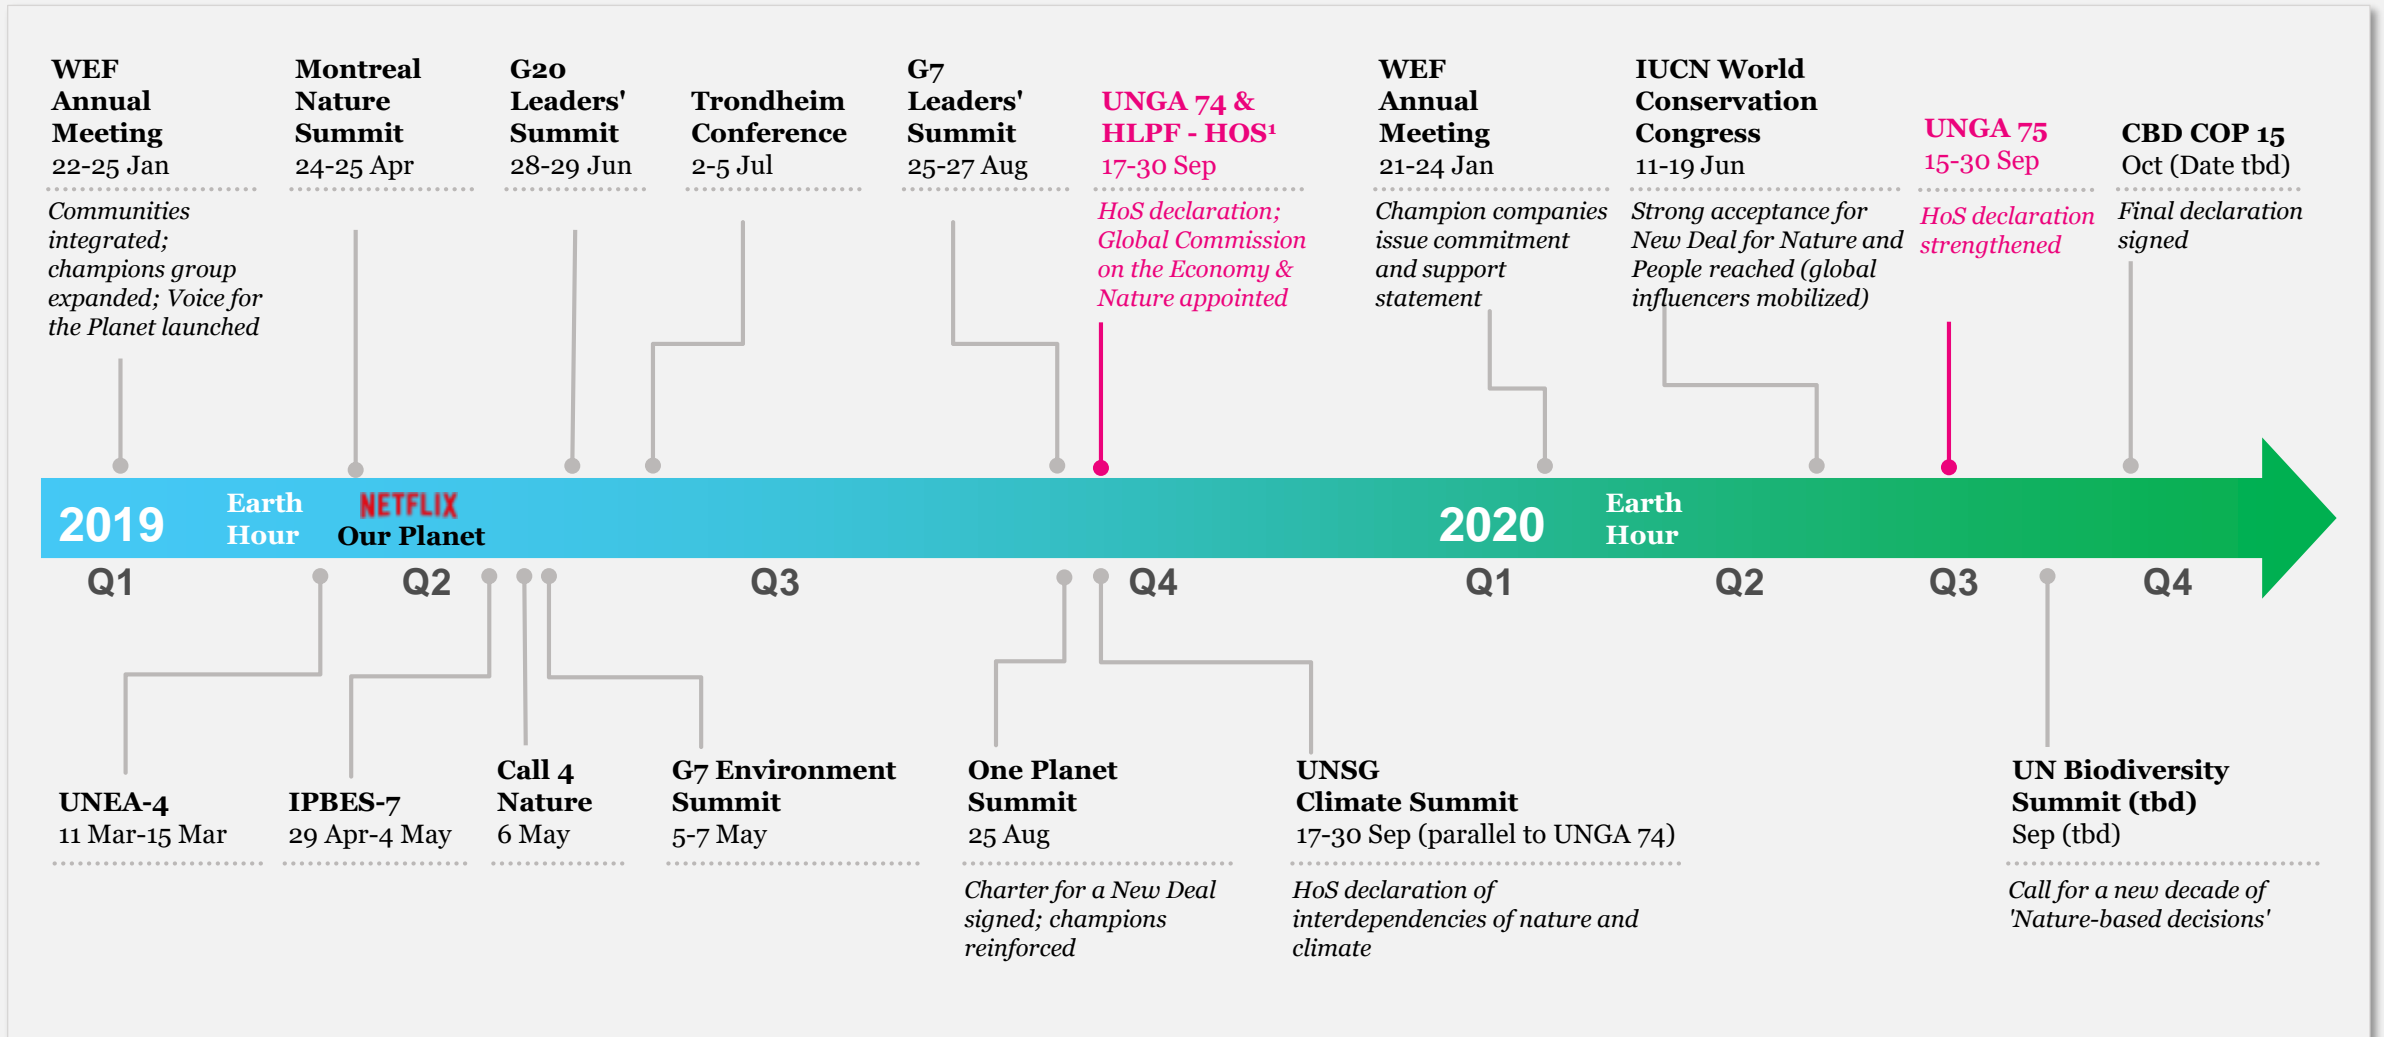 WEF
Annual
Meeting
22-25 Jan
Communities
integrated;
champions group
expanded; Voice for
the Planet launched
Montreal
Nature
Summit
24-25 Apr
G20
Leaders'
Summit
28-29 Jun
Trondheim
Conference
2-5 Jul
G7
Leaders'
Summit
25-27 Aug
UNGA 74 &
HLPF - HOS¹
17-30 Sep
HoS declaration;
Global Commission
on the Economy &
Nature appointed
WEF
Annual
Meeting
21-24 Jan
Champion companies
issue commitment
and support
statement
IUCN World
Conservation
Congress
11-19 Jun
Strong acceptance for
New Deal for Nature and
People reached (global
influencers mobilized)
UNGA 75
15-30 Sep
HoS declaration
strengthened
CBD COP 15
Oct (Date tbd)
Final declaration
signed
2019
Earth
Hour
NETFLIX
Our Planet
2020
Earth
Hour
Q1
Q2
Q3
Q4
Q1
Q2
Q3
Q4
UNEA-4
11 Mar-15 Mar
IPBES-7
29 Apr-4 May
Call 4
Nature
6 May
G7 Environment
Summit
5-7 May
One Planet
Summit
25 Aug
Charter for a New Deal
signed; champions
reinforced
UNSG
Climate Summit
17-30 Sep (parallel to UNGA 74)
HoS declaration of
interdependencies of nature and
climate
UN Biodiversity
Summit (tbd)
Sep (tbd)
Call for a new decade of
'Nature-based decisions'